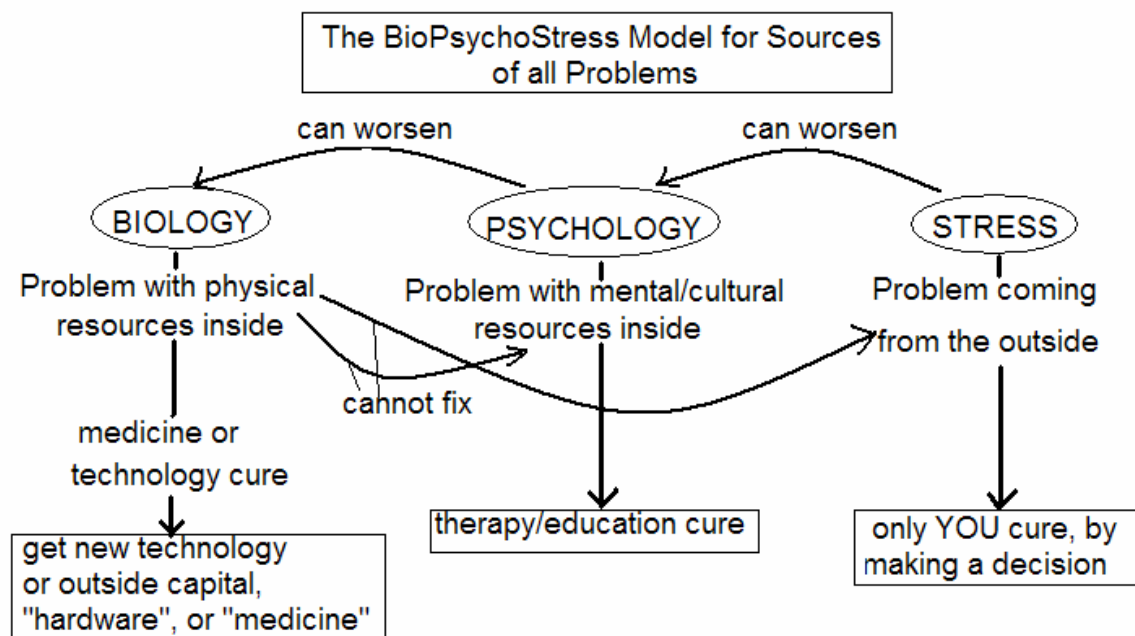 The BioPsychoStress Model for Sources
of all Problems
can worsen
can worsen
BIOLOGY
PSYCHOLOGY
STRESS
Problem with physical
resources inside
Problem with mental/cultural
resources inside
Problem coming
from the outside
cannot fix
medicine or
technology cure
get new technology
or outside capital,
"hardware", or "medicine"
therapy/education cure
only YOU cure, by
making a decision